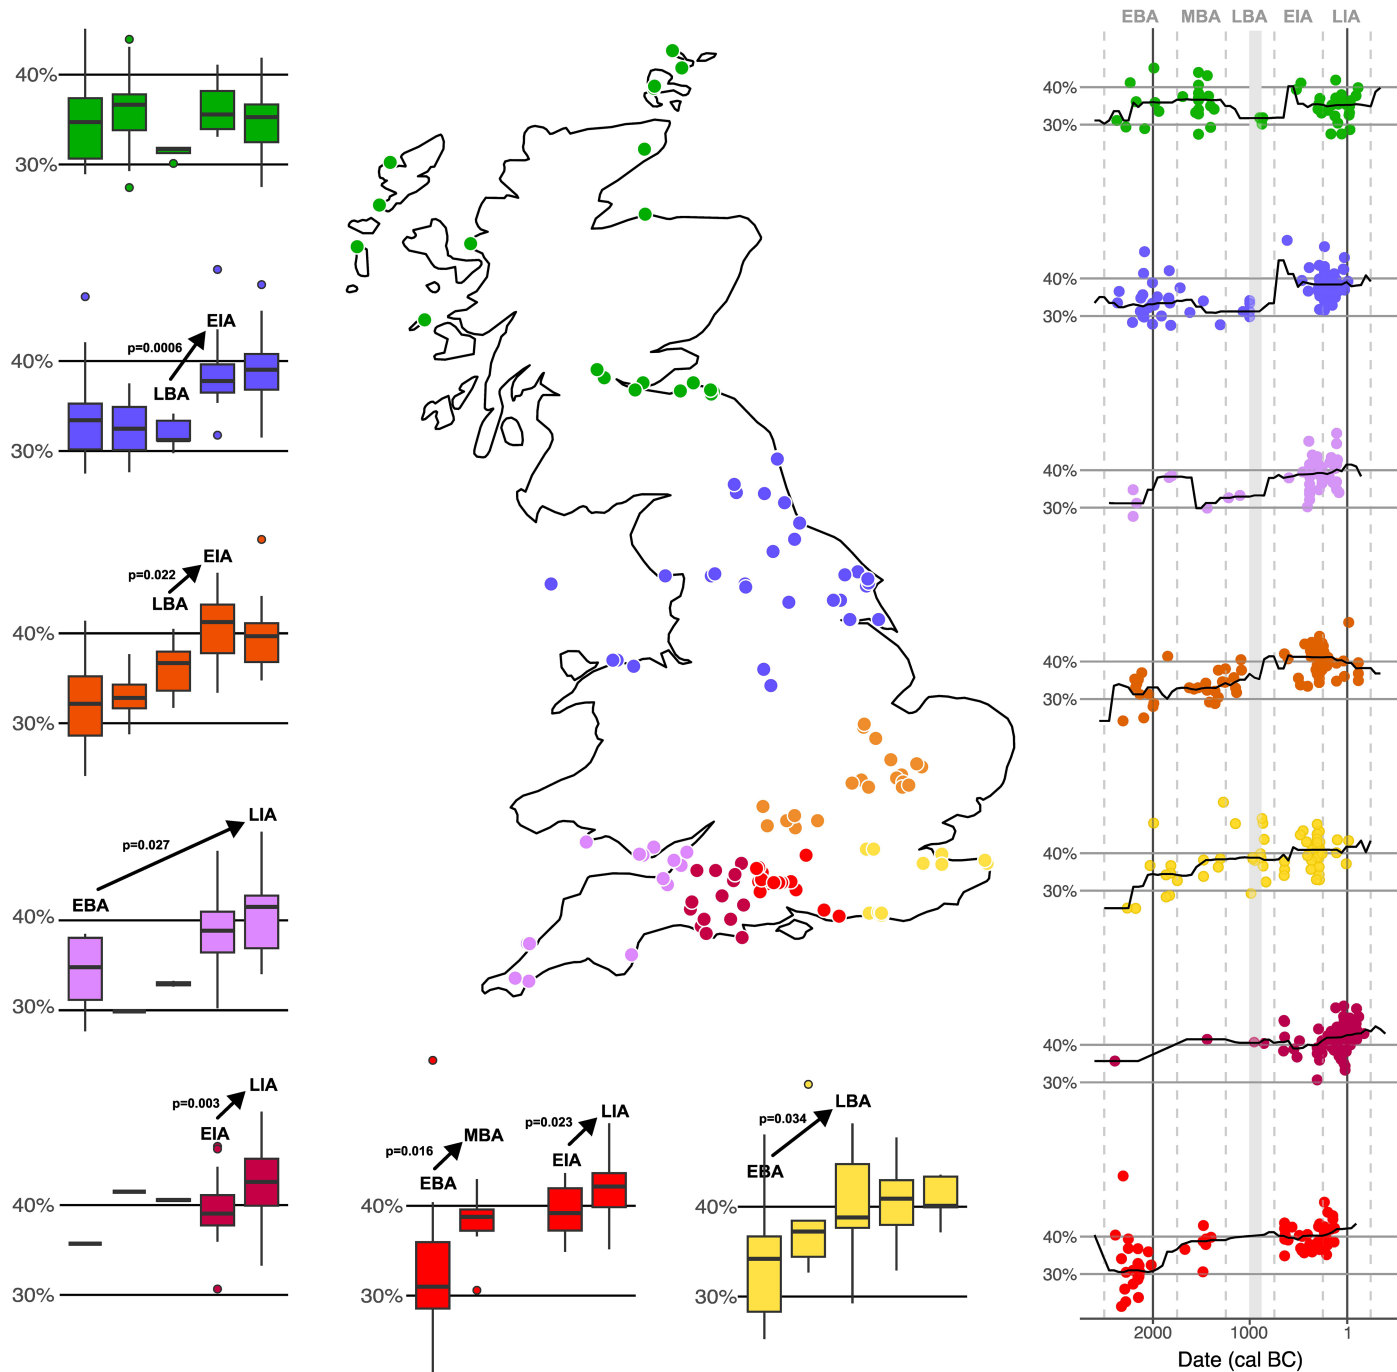 EBA MBA LBA EIA LIA
40%
30%
EIA
p=0.0006
40%
LBA
30%
EIA
p=0.022
LBA
40%
30%
LIA
p=0.027
EBA
40%
30%
LIA
p=0.003
EIA
40%
30%
MBA
p=0.016
EBA
LIA
p=0.023
EIA
40%
30%
LBA
p=0.034
EBA
40%
30%
40%
30%
40%
30%
40%
30%
40%
30%
40%
30%
40%
30%
40%
30%
2000 1000 1
Date (cal BC)